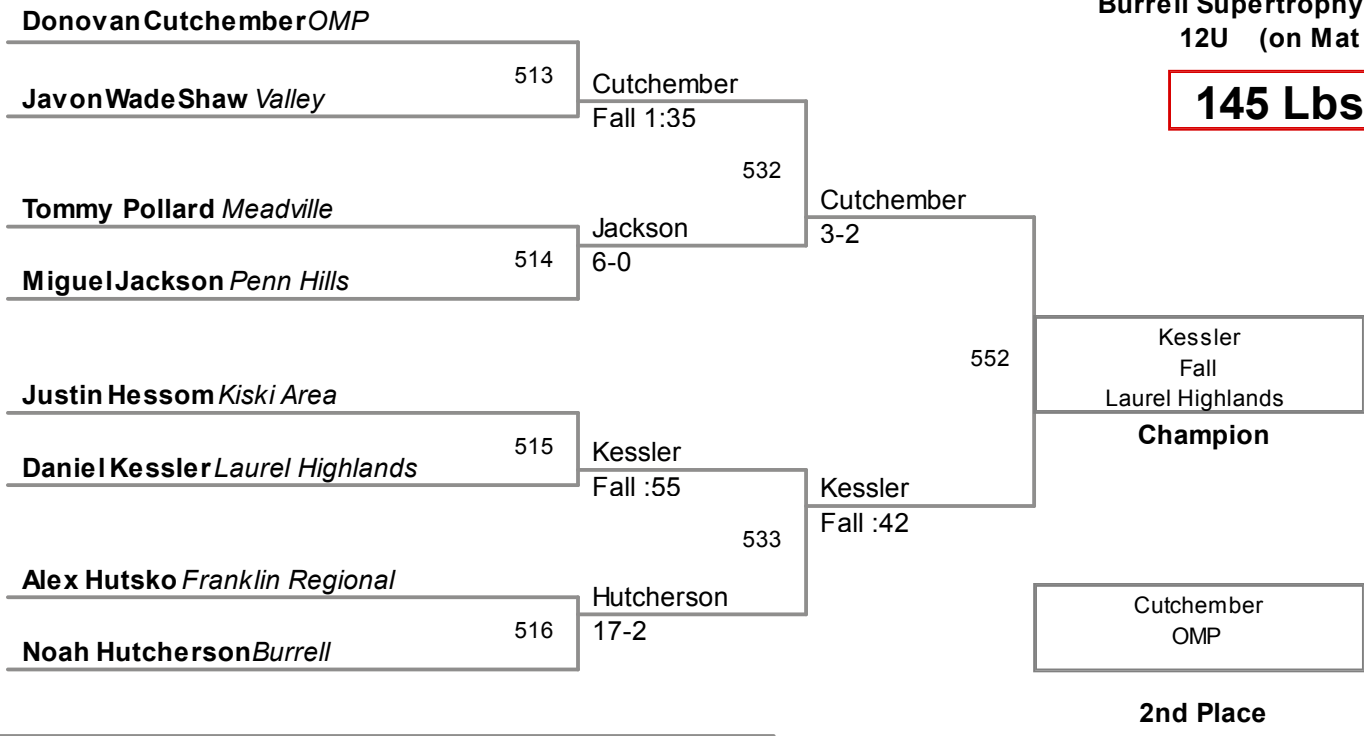 Donovan Cutchember OMP
Burrell Supertrophy
12U (on Mat
145 Lbs
513
Cutchember
Javon Wade Shaw Valley
Fall 1:35
532
Tommy Pollard Meadville
Cutchember
Jackson
3-2
514
6-0
Miguel Jackson Penn Hills
552
Kessler
Fall
Laurel Highlands
Justin Hessom Kiski Area
Champion
515
Kessler
Daniel Kessler Laurel Highlands
Fall :55
Kessler
Fall :42
533
Alex Hutsko Franklin Regional
Hutcherson
Cutchember
OMP
516
17-2
Noah Hutcherson Burrell
2nd Place